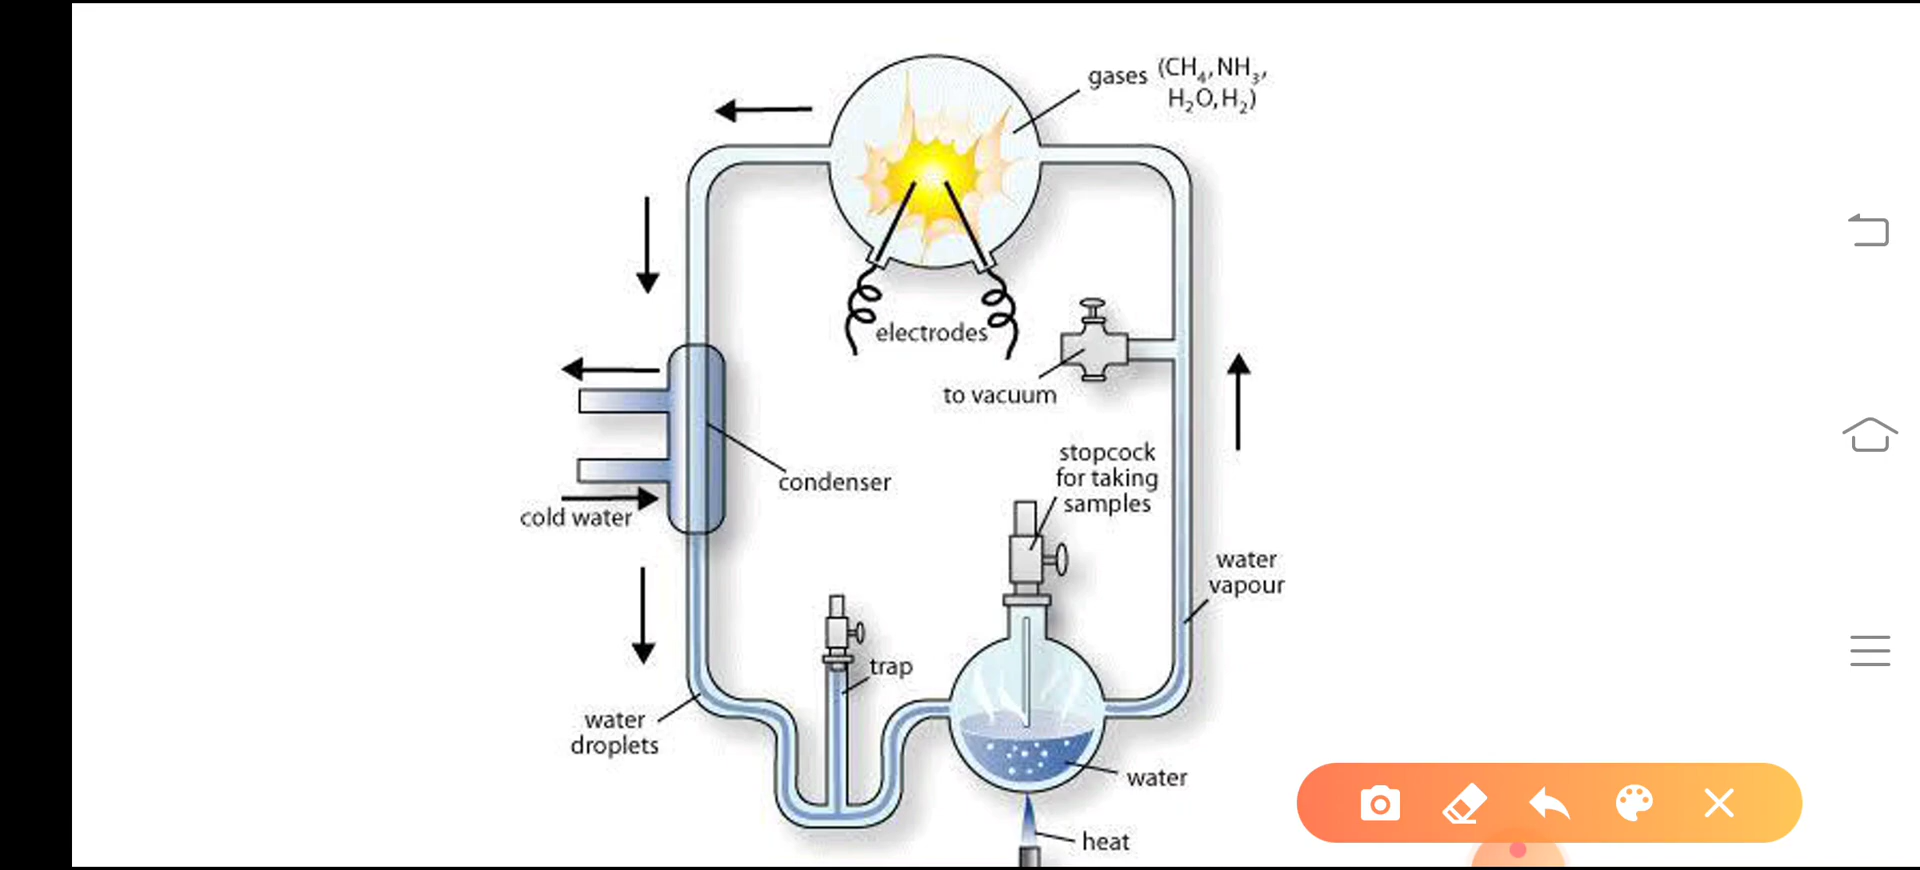 gases (CH₄, NH₃,
H₂O, H₂)
electrodes
to vacuum
stopcock
for taking
samples
condenser
cold water
water
vapour
trap
water
droplets
water
heat